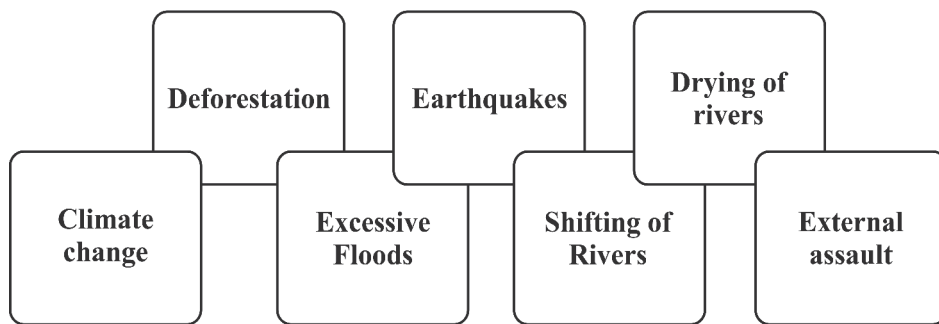 Deforestation
Earthquakes
Drying of
rivers
Climate
change
Excessive
Floods
Shifting of
Rivers
External
assault